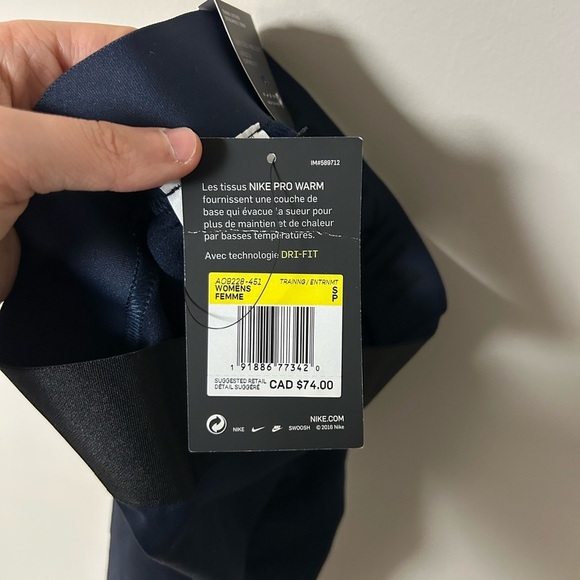 IM#589712
Les tissus NIKE PRO WARM
fournissent une couche de
base qui évacue la sueur pour
plus de maintien et de chaleur
par basses températures.
Avec technologie DRI-FIT
AO9228-451 TRAINNG / ENTRNMT
WOMENS S
FEMME P
1 91886 77342 0
SUGGESTED RETAIL
DÉTAIL SUGGÉRÉ CAD $74.00
NIKE.COM
NIKE SWOOSH © 2018 Nike